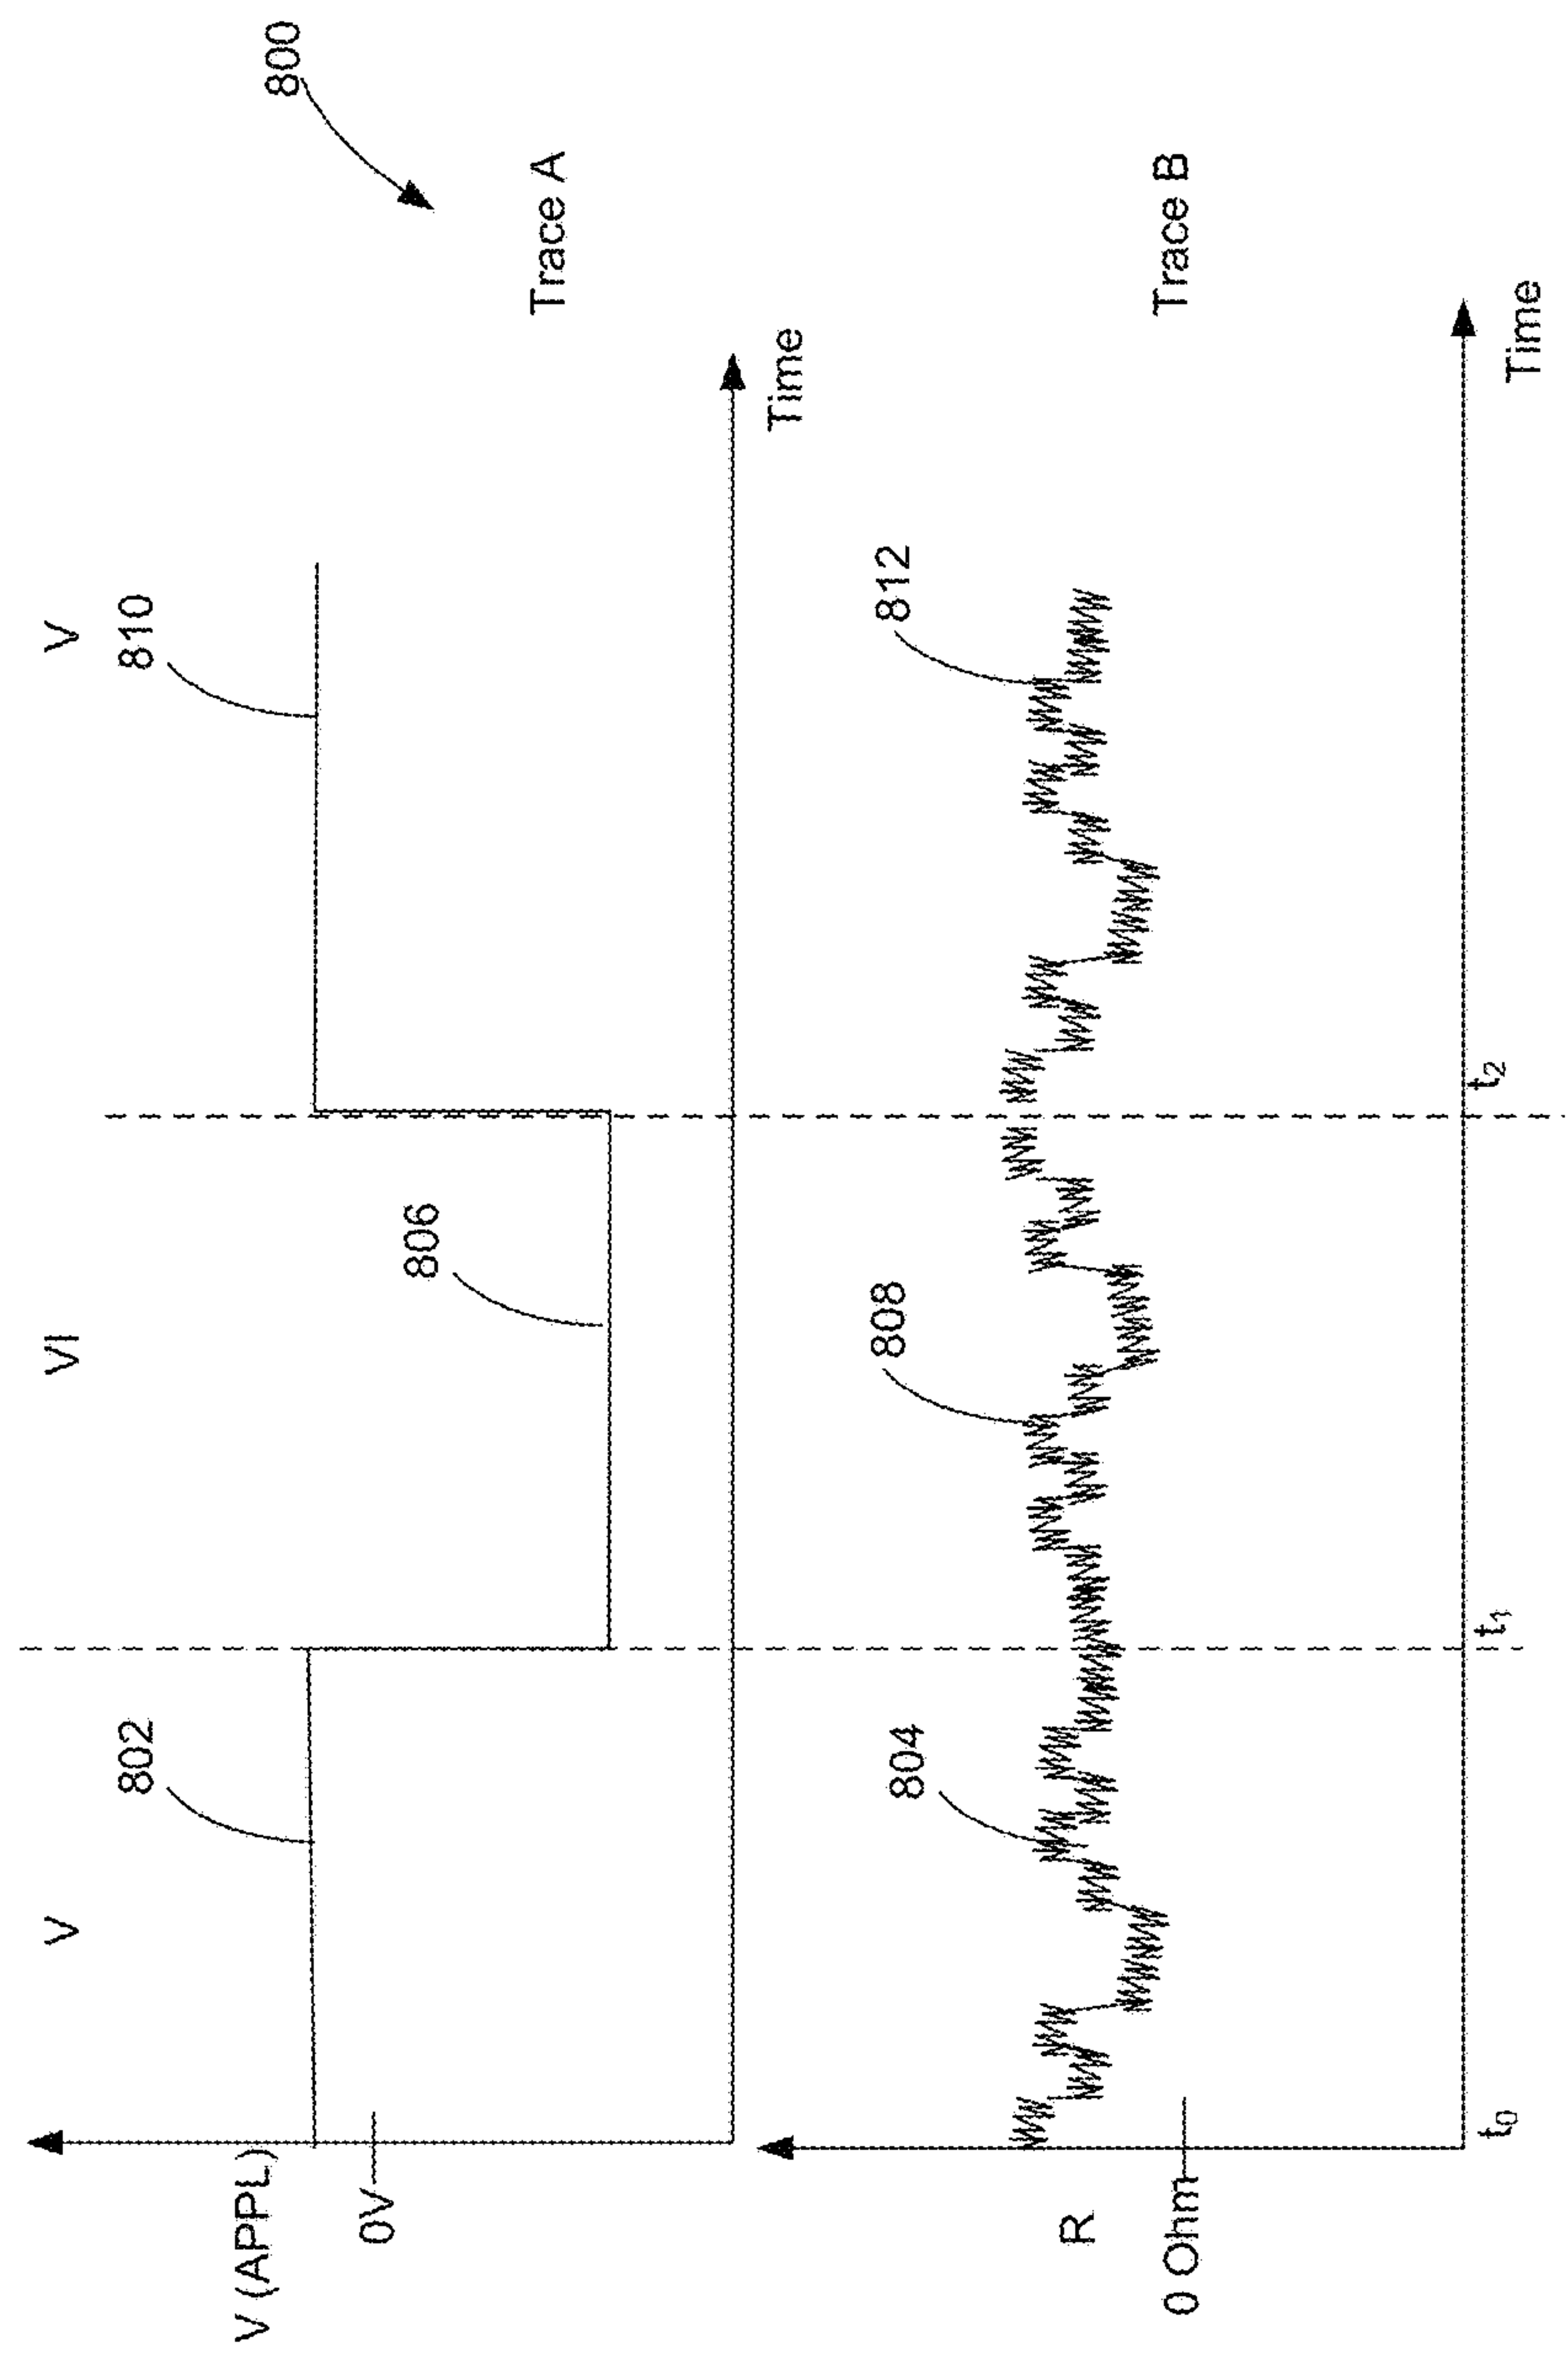 800
V
VI
V
802
810
V (APPL)
0V
806
Trace A
Time
804
808
812
R
0 Ohm
Trace B
t0
t1
t2
Time